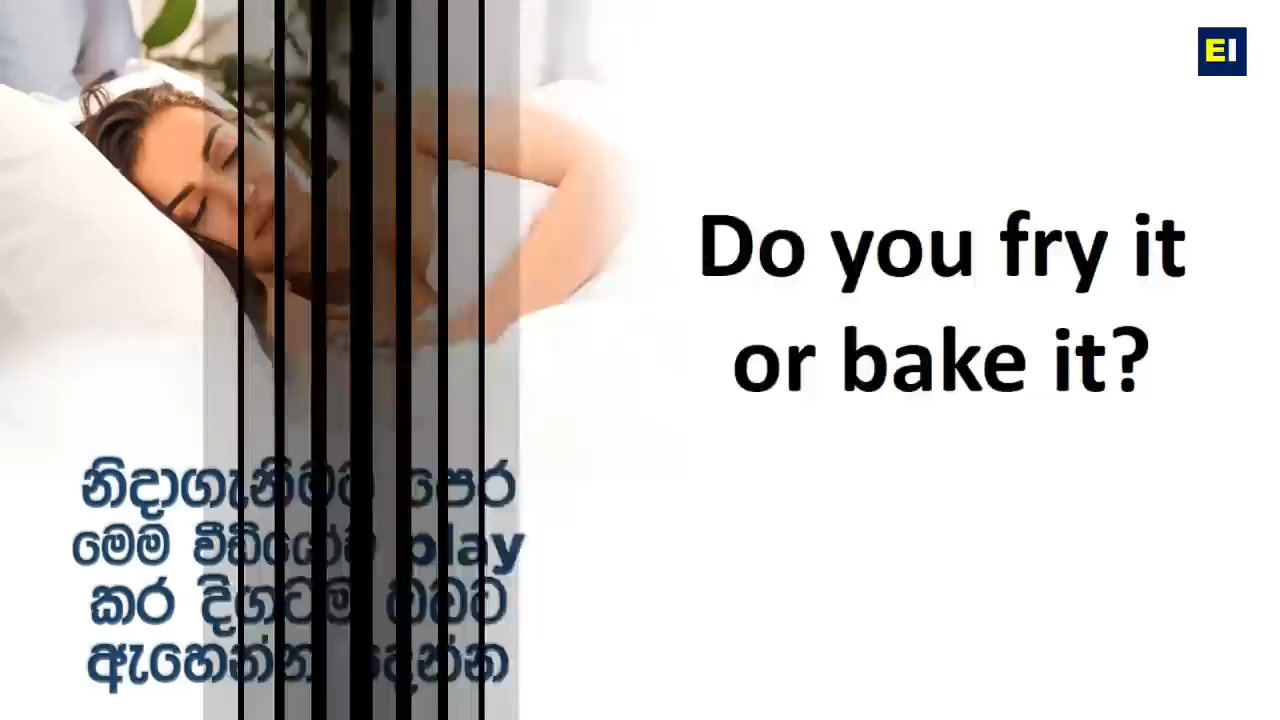 EI
Do you fry it
or bake it?
නිදාගැනීමට පෙර
මෙම වීඩියෝව play
කර දිගටම ඔබට
ඇහෙන්න දෙන්න